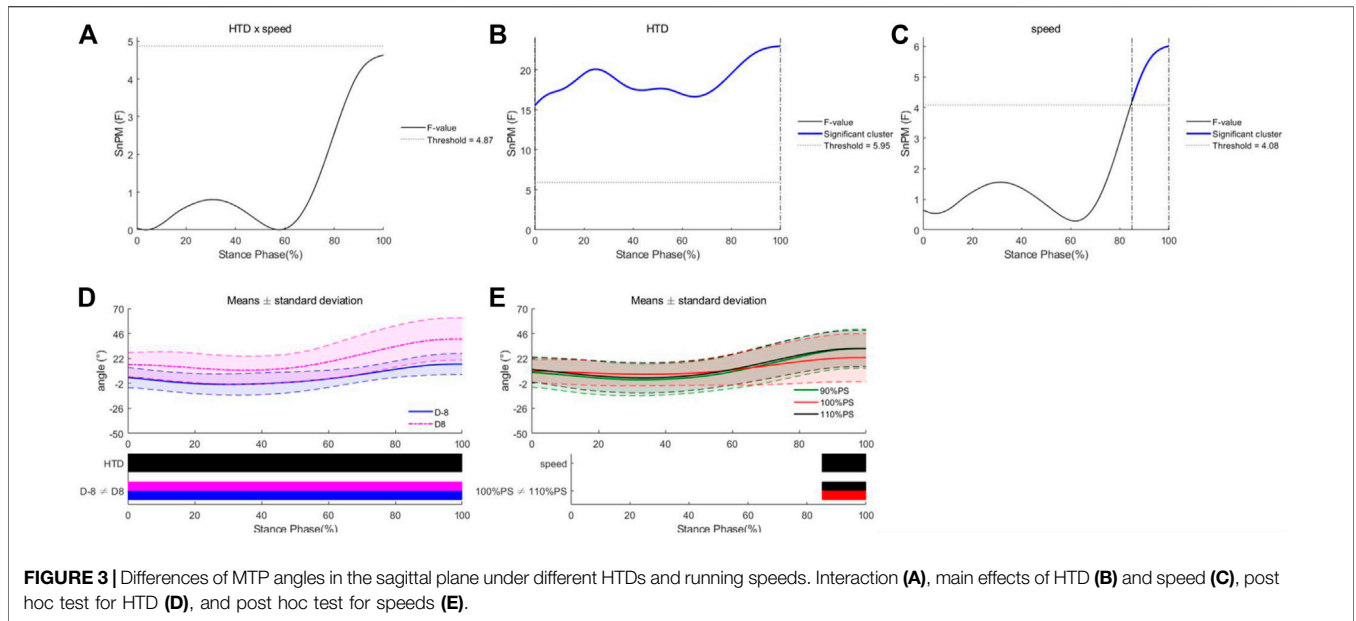 A
HTD x speed
5
4
3
2
1
0
SnPM (F)
0 20 40 60 80 100
Stance Phase(%)
F-value
Threshold = 4.87
B
HTD
20
15
10
5
0
SnPM (F)
0 20 40 60 80 100
Stance Phase(%)
F-value
Significant cluster
Threshold = 5.95
C
speed
6
5
4
3
2
1
0
SnPM (F)
0 20 40 60 80 100
Stance Phase(%)
F-value
Significant cluster
Threshold = 4.08
D
Means ± standard deviation
70
46
22
-2
-26
-50
angle (°)
D-8
D8
0 20 40 60 80 100
HTD
D-8 ≠ D8
0 20 40 60 80 100
Stance Phase(%)
E
Means ± standard deviation
70
46
22
-2
-26
-50
angle (°)
90%PS
100%PS
110%PS
0 20 40 60 80 100
speed
100%PS ≠ 110%PS
0 20 40 60 80 100
Stance Phase(%)
FIGURE 3 | Differences of MTP angles in the sagittal plane under different HTDs and running speeds. Interaction (A), main effects of HTD (B) and speed (C), post
hoc test for HTD (D), and post hoc test for speeds (E).